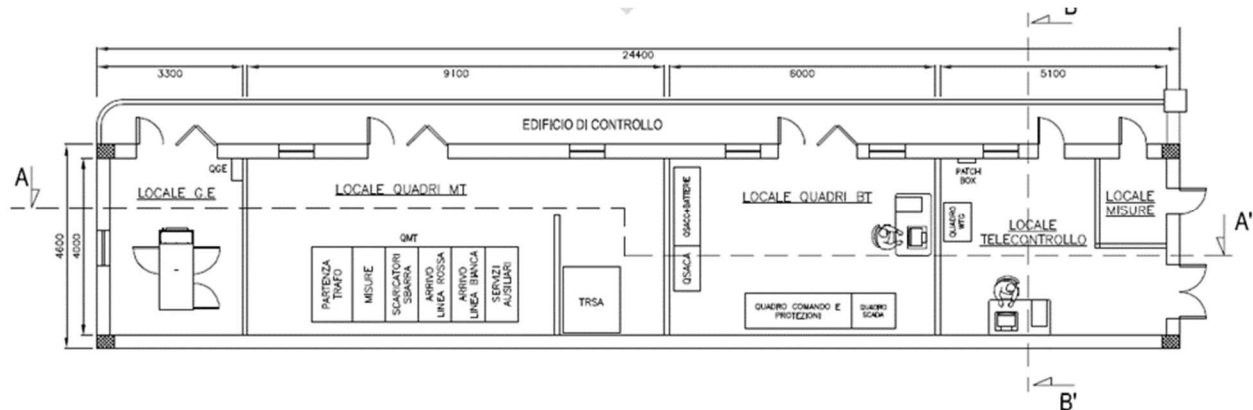 B
24400
3300
9100
6000
5100
EDIFICIO DI CONTROLLO
A
QGE
LOCALE G.E
LOCALE QUADRI MT
LOCALE QUADRI BT
PATCH
BOX
LOCALE
MISURE
QSACC+BATTERIE
QUADRO
MTG
LOCALE
TELECONTROLLO
A'
4600
4000
QMT
PARTENZA
TRAFO
MISURE
SCARICATORI
SBARRA
ARRIVO
LINEA ROSSA
ARRIVO
LINEA BIANCA
SERVIZI
AUSILIARI
TRSA
QSACA
QUADRO COMANDO E
PROTEZIONI
QUADRO
SCADA
B'